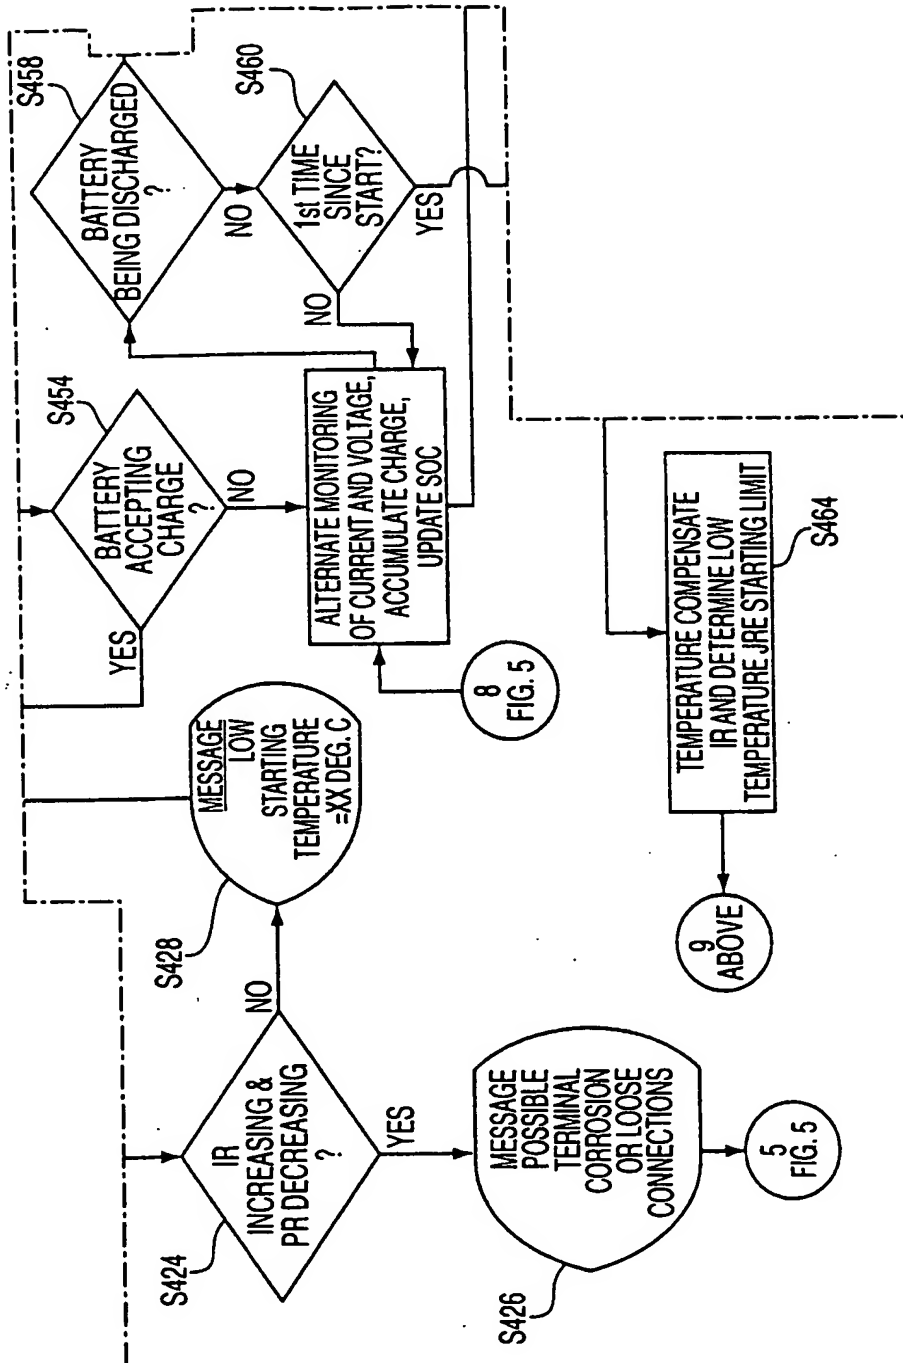 S424
IR
INCREASING &
PR DECREASING
?
NO
YES
S428
MESSAGE
LOW
STARTING
TEMPERATURE
=XX DEG. C
S426
MESSAGE
POSSIBLE
TERMINAL
CORROSION
OR LOOSE
CONNECTIONS
5
FIG. 5
S454
BATTERY
ACCEPTING
CHARGE
?
YES
NO
S458
BATTERY
BEING DISCHARGED
?
NO
S460
1st TIME
SINCE
START?
NO
YES
ALTERNATE MONITORING
OF CURRENT AND VOLTAGE,
ACCUMULATE CHARGE,
UPDATE SOC
8
FIG. 5
TEMPERATURE COMPENSATE
IR AND DETERMINE LOW
TEMPERATURE JRE STARTING LIMIT
S464
9
ABOVE